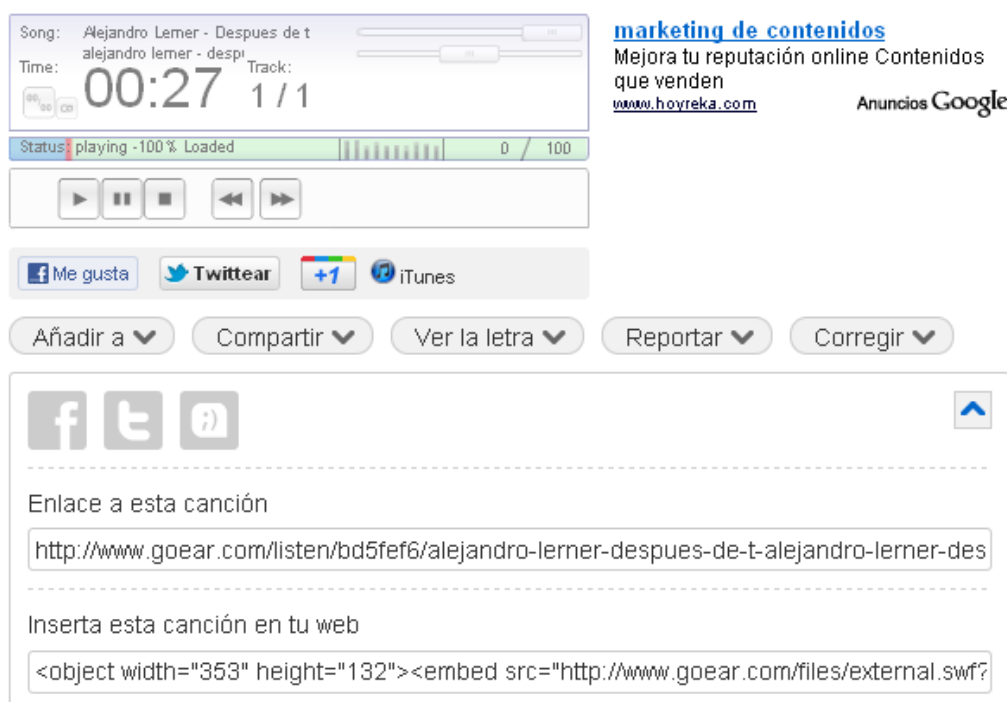 Song: Alejandro Lerner - Despues de t
alejandro lerner - despu
Time: 00:27 Track: 1 / 1
Status: playing -100% Loaded 0 / 100
marketing de contenidos
Mejora tu reputación online Contenidos
que venden
www.hoyreka.com Anuncios Google
Me gusta Twittear +1 iTunes
Añadir a Compartir Ver la letra Reportar Corregir
Enlace a esta canción
http://www.goear.com/listen/bd5fef6/alejandro-lerner-despues-de-t-alejandro-lerner-des
Inserta esta canción en tu web
<object width="353" height="132"><embed src="http://www.goear.com/files/external.swf?